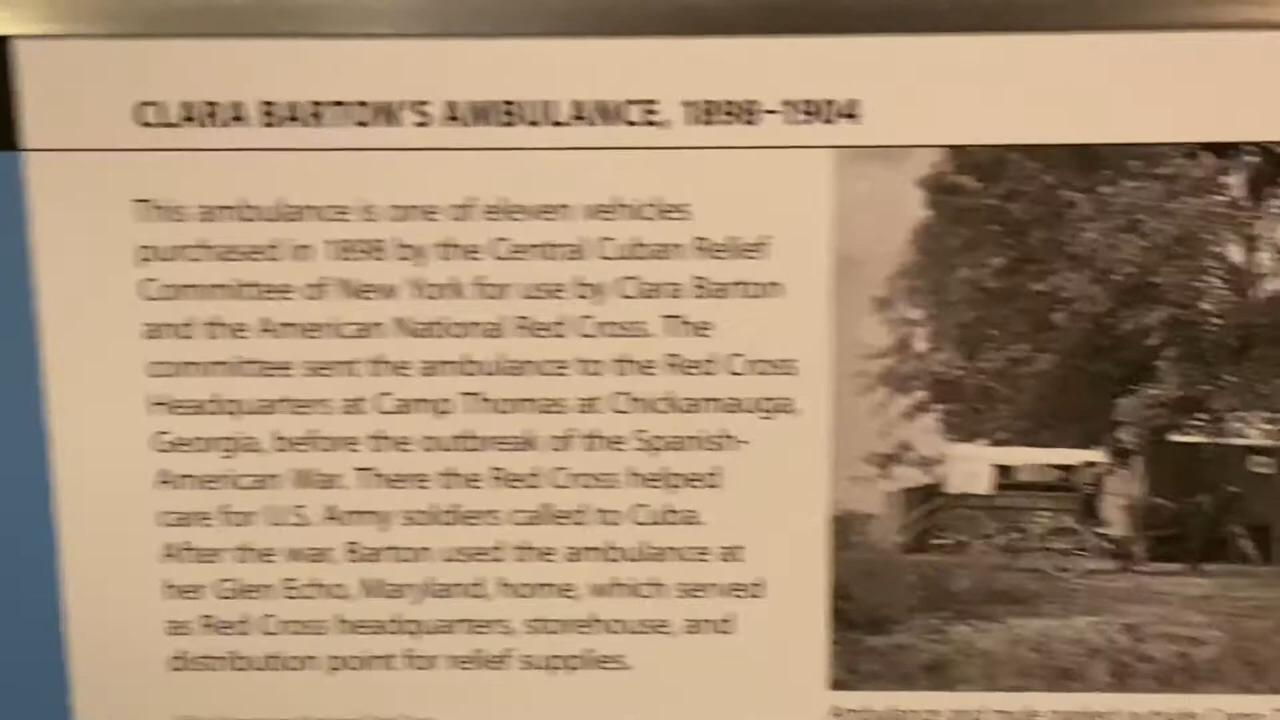 CLARA BARTON'S AMBULANCE, 1898–1904
This ambulance is one of eleven vehicles
purchased in 1898 by the Central Cuban Relief
Committee of New York for use by Clara Barton
and the American National Red Cross. The
committee sent the ambulance to the Red Cross
Headquarters at Camp Thomas at Chickamauga,
Georgia, before the outbreak of the Spanish-
American War. There the Red Cross helped
care for U.S. Army soldiers called to Cuba.
After the war, Barton used the ambulance at
her Glen Echo, Maryland, home, which served
as Red Cross headquarters, storehouse, and
distribution point for relief supplies.